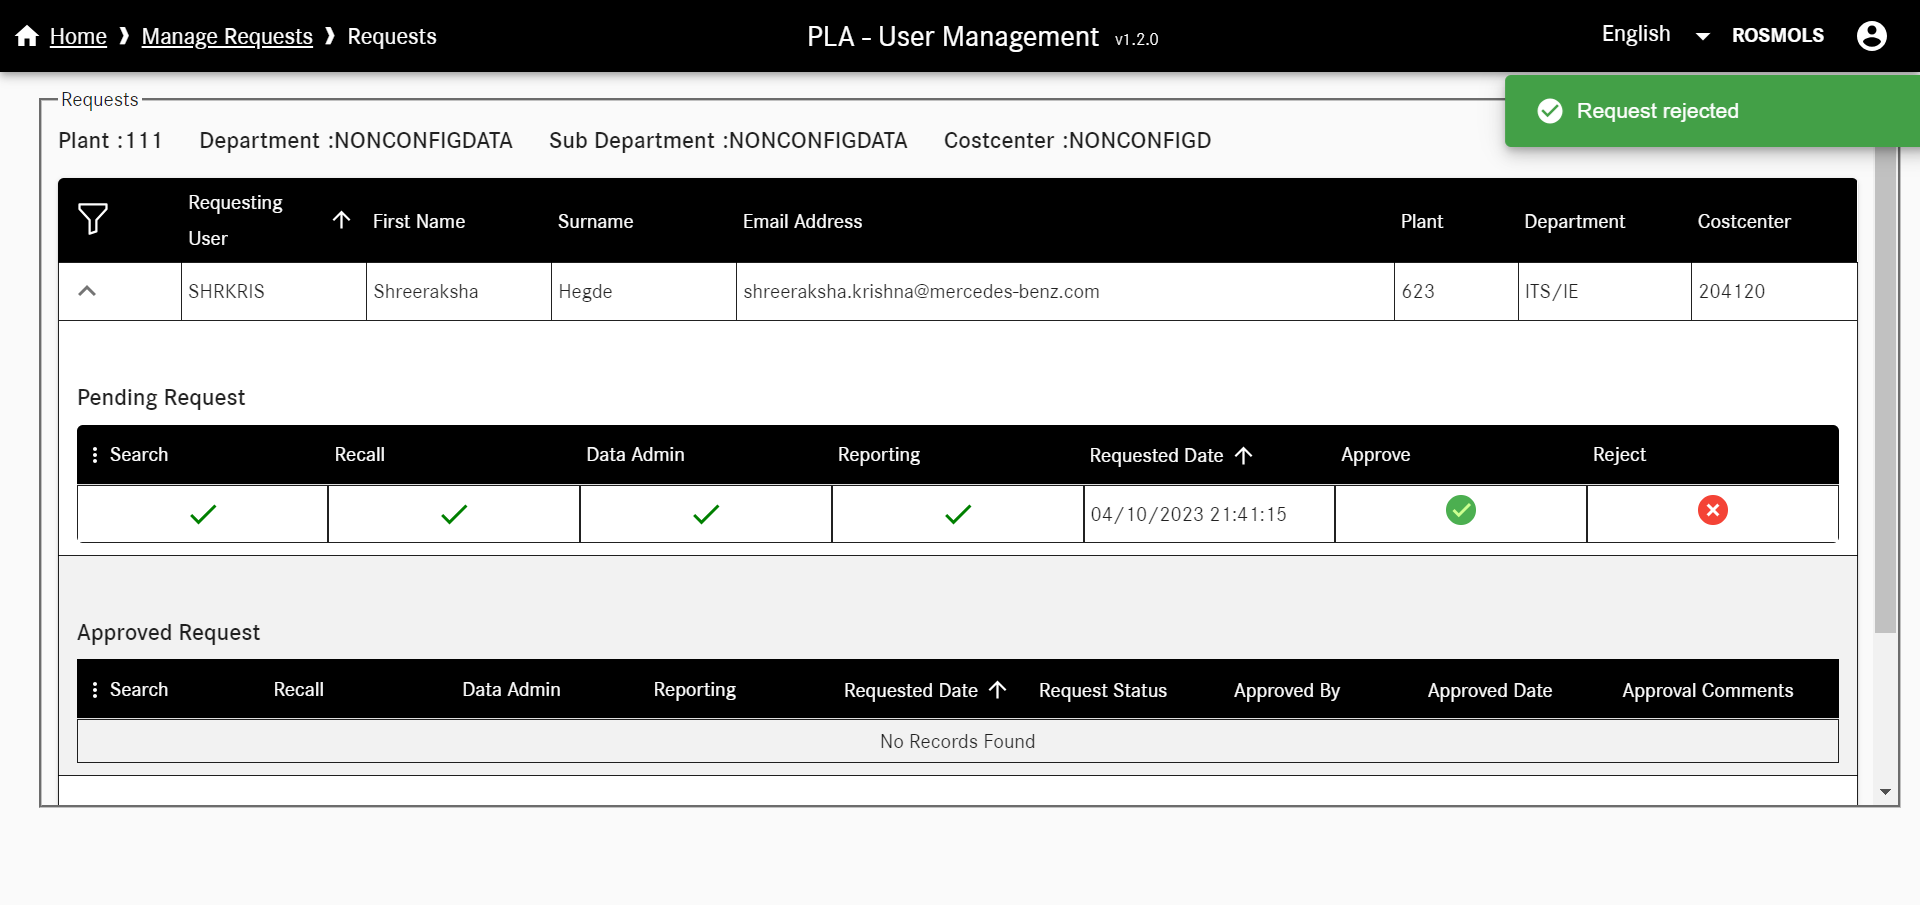 Home ❱ Manage Requests ❱ Requests
PLA - User Management v1.2.0
English ROSMOLS
Request rejected
Requests
Plant :111 Department :NONCONFIGDATA Sub Department :NONCONFIGDATA Costcenter :NONCONFIGD
Requesting User First Name Surname Email Address Plant Department Costcenter
SHRKRIS Shreeraksha Hegde shreeraksha.krishna@mercedes-benz.com 623 ITS/IE 204120
Pending Request
Search Recall Data Admin Reporting Requested Date Approve Reject
04/10/2023 21:41:15
Approved Request
Search Recall Data Admin Reporting Requested Date Request Status Approved By Approved Date Approval Comments
No Records Found